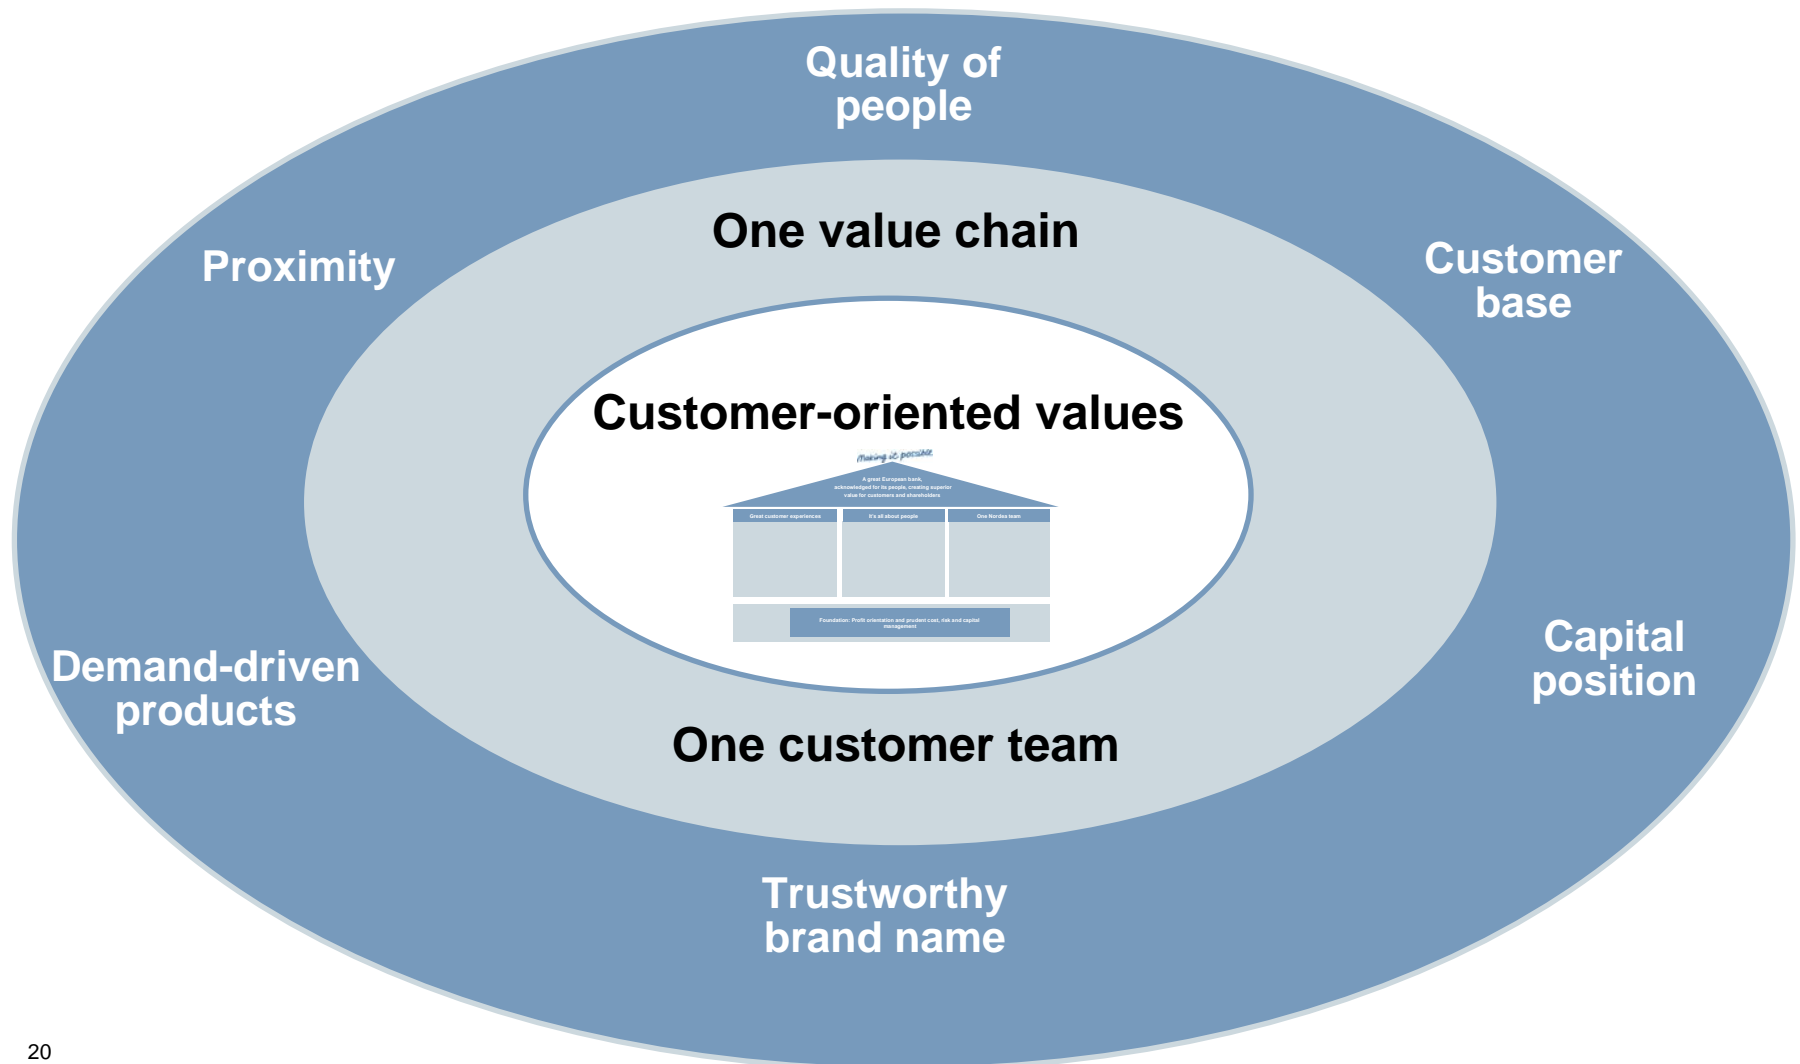 Quality of
people
One value chain
Proximity
Customer
base
Customer-oriented values
Making it possible
A great European bank,
acknowledged for its people, creating superior
value for customers and shareholders
Great customer experiences
It's all about people
One Nordea team
Foundation: Profit orientation and prudent cost, risk and capital
management
Demand-driven
products
Capital
position
One customer team
Trustworthy
brand name
20